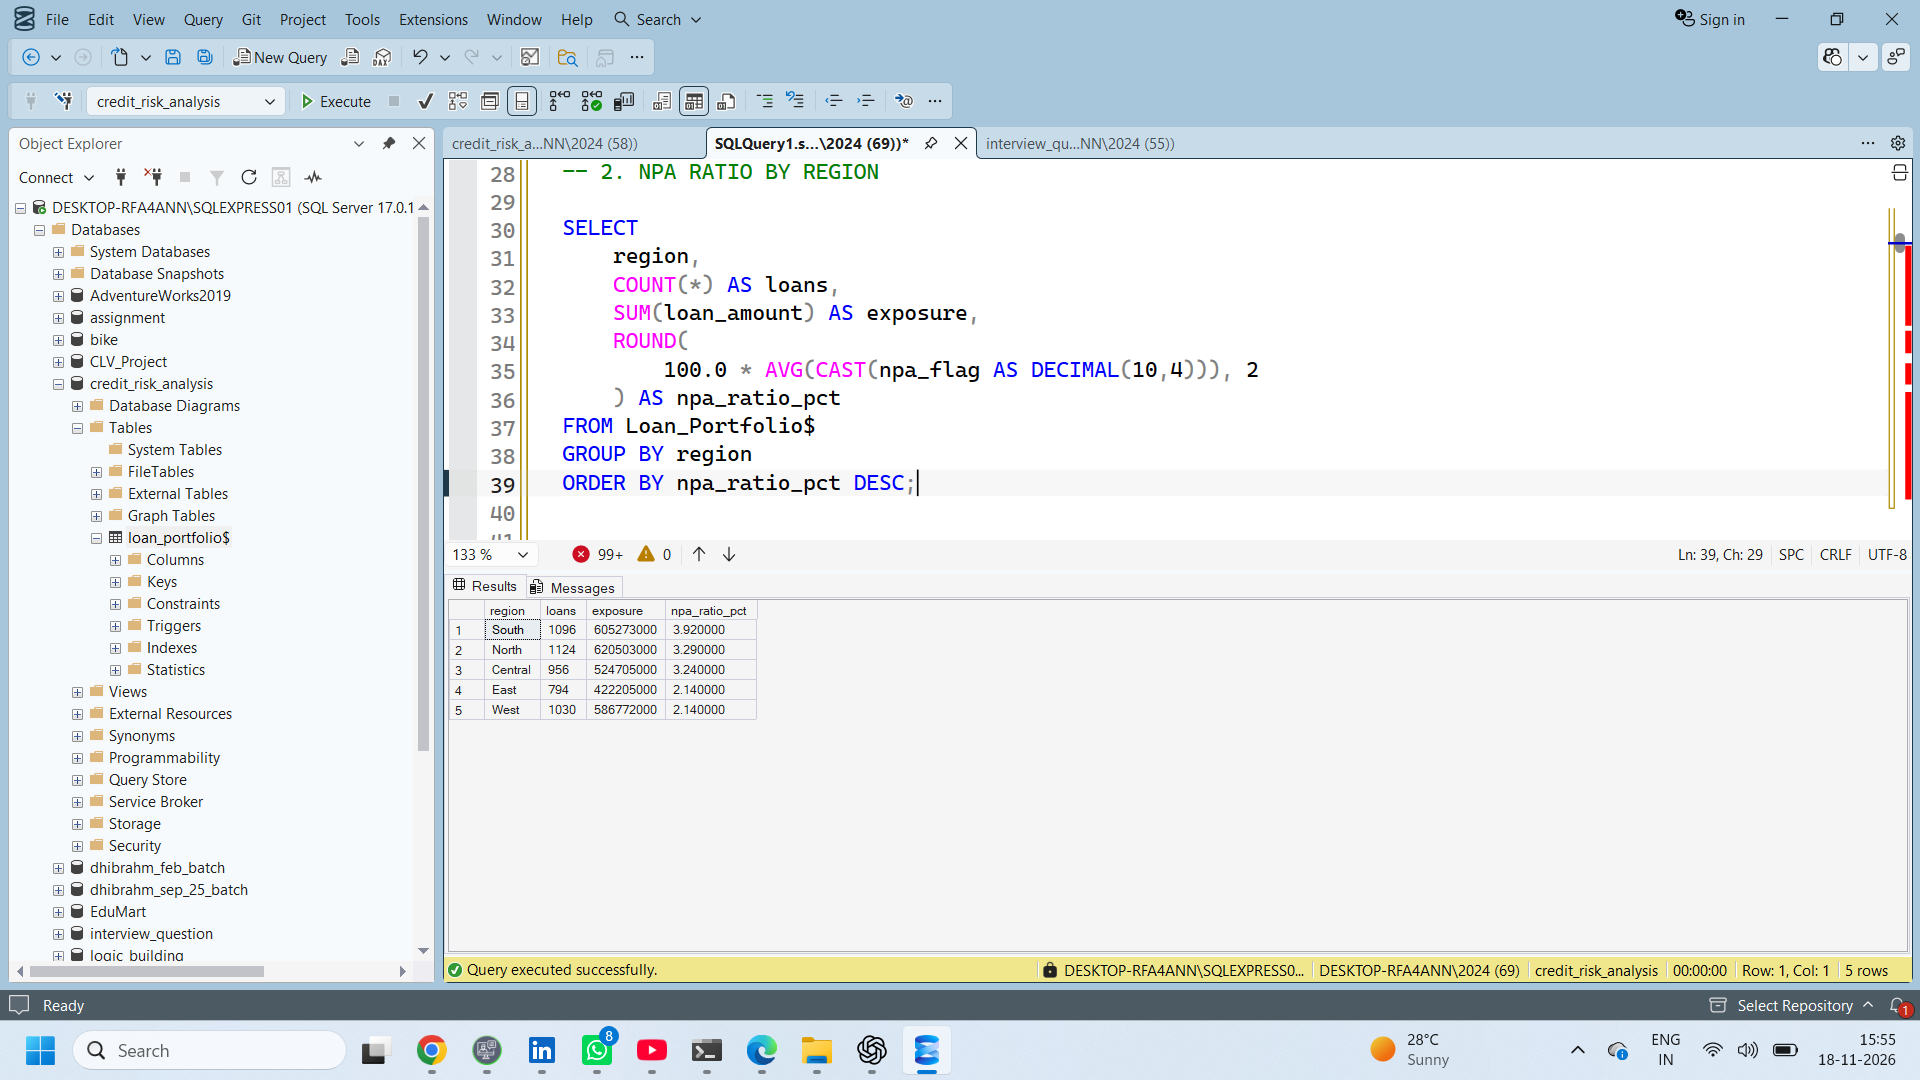 File Edit View Query Git Project Tools Extensions Window Help Search Sign in
New Query DAX
credit_risk_analysis Execute
Object Explorer
Connect
DESKTOP-RFA4ANN\SQLEXPRESS01 (SQL Server 17.0.1
Databases
System Databases
Database Snapshots
AdventureWorks2019
assignment
bike
CLV_Project
credit_risk_analysis
Database Diagrams
Tables
System Tables
FileTables
External Tables
Graph Tables
loan_portfolio$
Columns
Keys
Constraints
Triggers
Indexes
Statistics
Views
External Resources
Synonyms
Programmability
Query Store
Service Broker
Storage
Security
dhibrahm_feb_batch
dhibrahm_sep_25_batch
EduMart
interview_question
logic_building
credit_risk_a...NN\2024 (58)) SQLQuery1.s...\2024 (69))* interview_qu...NN\2024 (55))
28 -- 2. NPA RATIO BY REGION
29
30 SELECT
31 region,
32 COUNT(*) AS loans,
33 SUM(loan_amount) AS exposure,
34 ROUND(
35 100.0 * AVG(CAST(npa_flag AS DECIMAL(10,4))), 2
36 ) AS npa_ratio_pct
37 FROM Loan_Portfolio$
38 GROUP BY region
39 ORDER BY npa_ratio_pct DESC;
40
41
133 % 99+ 0 Ln: 39, Ch: 29 SPC CRLF UTF-8
Results Messages
region loans exposure npa_ratio_pct
1 South 1096 605273000 3.920000
2 North 1124 620503000 3.290000
3 Central 956 524705000 3.240000
4 East 794 422205000 2.140000
5 West 1030 586772000 2.140000
Query executed successfully. DESKTOP-RFA4ANN\SQLEXPRESS0... DESKTOP-RFA4ANN\2024 (69) credit_risk_analysis 00:00:00 Row: 1, Col: 1 5 rows
Ready Select Repository 1
Search 8 28°C ENG 15:55
Sunny IN 18-11-2026